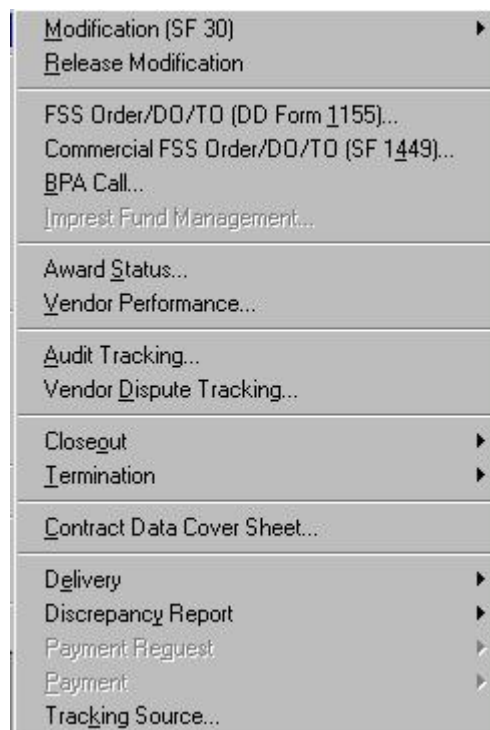 Modification (SF 30)
Release Modification
FSS Order/DO/TO (DD Form 1155)...
Commercial FSS Order/DO/TO (SF 1449)...
BPA Call...
Imprest Fund Management...
Award Status...
Vendor Performance...
Audit Tracking...
Vendor Dispute Tracking...
Closeout
Termination
Contract Data Cover Sheet...
Delivery
Discrepancy Report
Payment Request
Payment
Tracking Source...